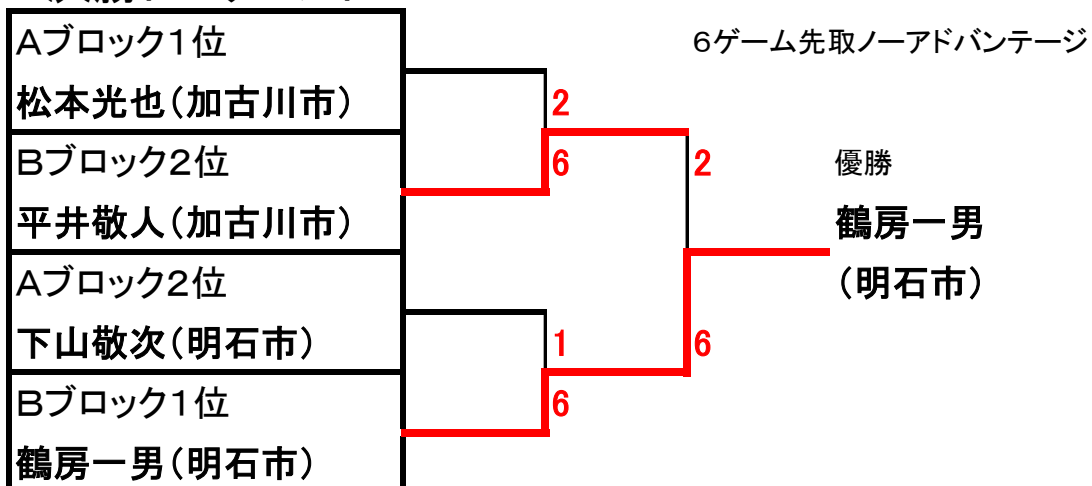 Aブロック1位
6ゲーム先取ノーアドバンテージ
松本光也(加古川市)
2
Bブロック2位
6
2
優勝
平井敬人(加古川市)
鶴房一男
Aブロック2位
(明石市)
下山敬次(明石市)
1
6
Bブロック1位
6
鶴房一男(明石市)